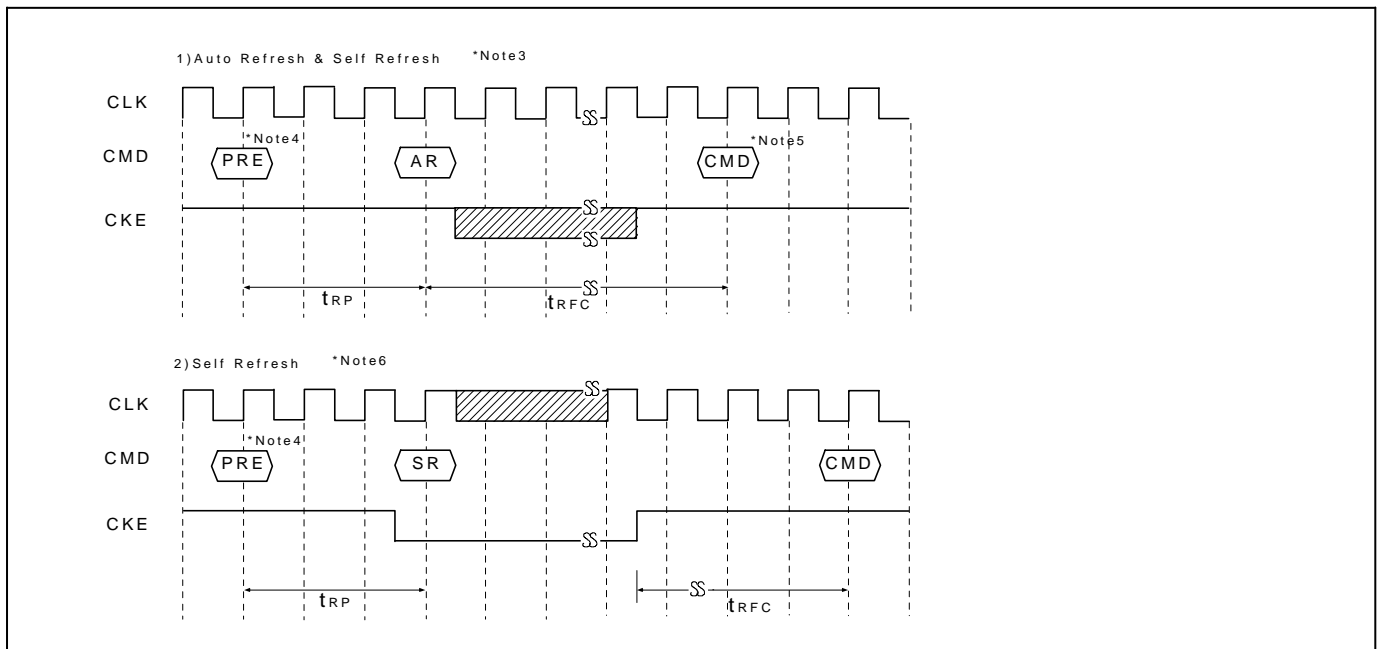 1)Auto Refresh & Self Refresh *Note3
CLK
*Note4 *Note5
CMD PRE AR CMD
CKE
tRP tRFC
2)Self Refresh *Note6
CLK
*Note4
CMD PRE SR CMD
CKE
tRP tRFC